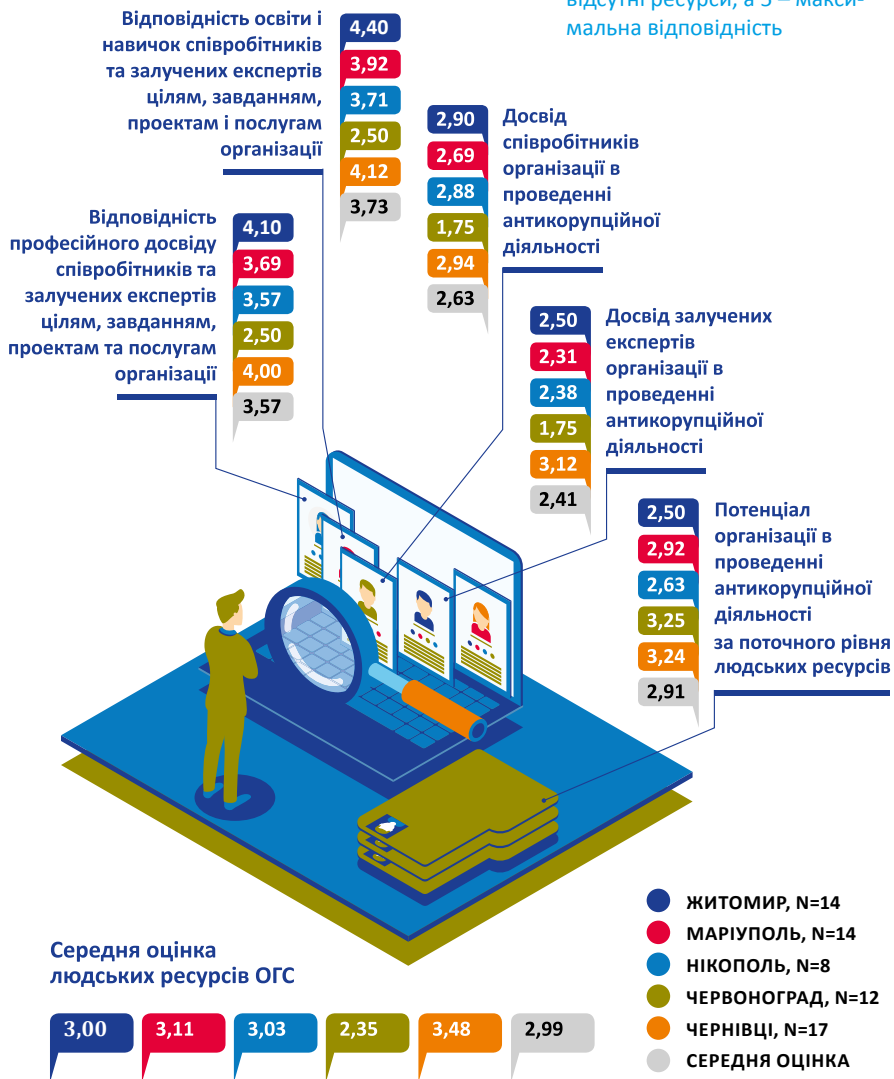 відсутні ресурси, а 5 – макси-
мальна відповідність
Відповідність освіти і
навичок співробітників
та залучених експертів
цілям, завданням,
проектам і послугам
організації
4,40
3,92
3,71
2,50
4,12
3,73
2,90
2,69
2,88
1,75
2,94
2,63
Досвід
співробітників
організації в
проведенні
антикорупційної
діяльності
Відповідність
професійного досвіду
співробітників та
залучених експертів
цілям, завданням,
проектам та послугам
організації
4,10
3,69
3,57
2,50
4,00
3,57
2,50
2,31
2,38
1,75
3,12
2,41
Досвід залучених
експертів
організації в
проведенні
антикорупційної
діяльності
2,50
2,92
2,63
3,25
3,24
2,91
Потенціал
організації в
проведенні
антикорупційної
діяльності
за поточного рівня
людських ресурсів
Середня оцінка
людських ресурсів ОГС
3,00
3,11
3,03
2,35
3,48
2,99
ЖИТОМИР, N=14
МАРІУПОЛЬ, N=14
НІКОПОЛЬ, N=8
ЧЕРВОНОГРАД, N=12
ЧЕРНІВЦІ, N=17
СЕРЕДНЯ ОЦІНКА